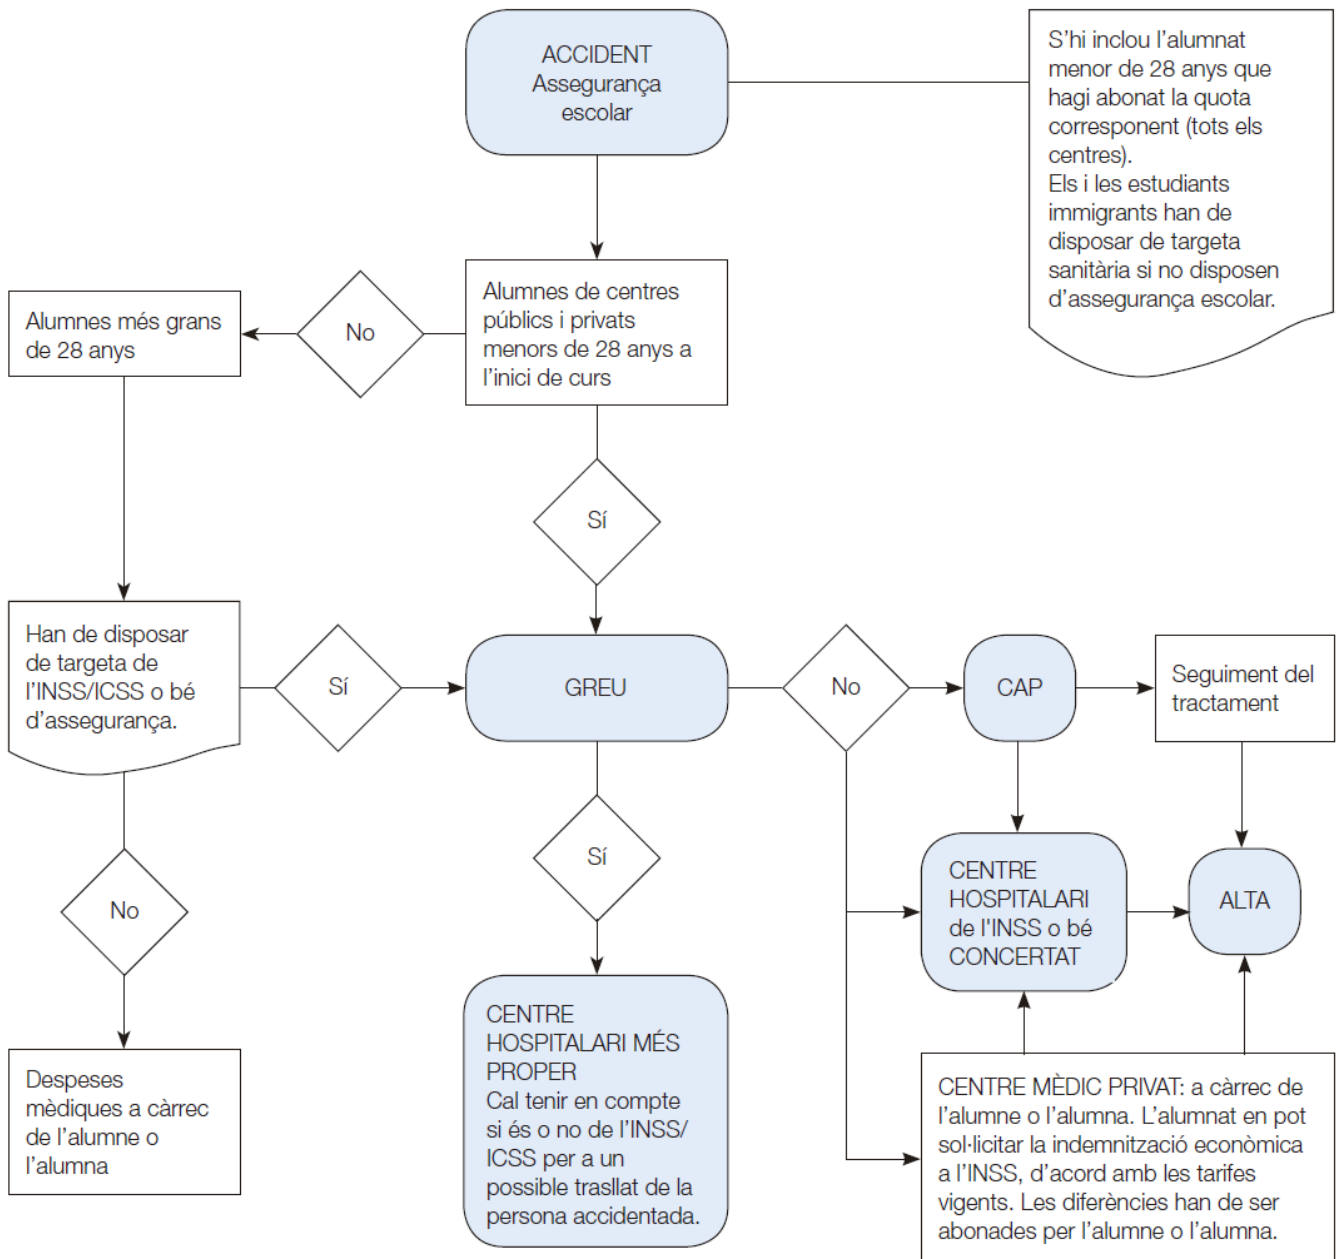 ACCIDENT
Assegurança
escolar
S’hi inclou l’alumnat
menor de 28 anys que
hagi abonat la quota
corresponent (tots els
centres).
Els i les estudiants
immigrants han de
disposar de targeta
sanitària si no disposen
d’assegurança escolar.
Alumnes més grans
de 28 anys
No
Alumnes de centres
públics i privats
menors de 28 anys a
l’inici de curs
Sí
Han de disposar
de targeta de
l’INSS/ICSS o bé
d’assegurança.
Sí
GREU
No
CAP
Seguiment del
tractament
No
Sí
CENTRE
HOSPITALARI
de l'INSS o bé
CONCERTAT
ALTA
Despeses
mèdiques a càrrec
de l’alumne o
l’alumna
CENTRE
HOSPITALARI MÉS
PROPER
Cal tenir en compte
si és o no de l’INSS/
ICSS per a un
possible trasllat de la
persona accidentada.
CENTRE MÈDIC PRIVAT: a càrrec de
l’alumne o l’alumna. L’alumnat en pot
sol·licitar la indemnització econòmica
a l’INSS, d’acord amb les tarifes
vigents. Les diferències han de ser
abonades per l’alumne o l’alumna.